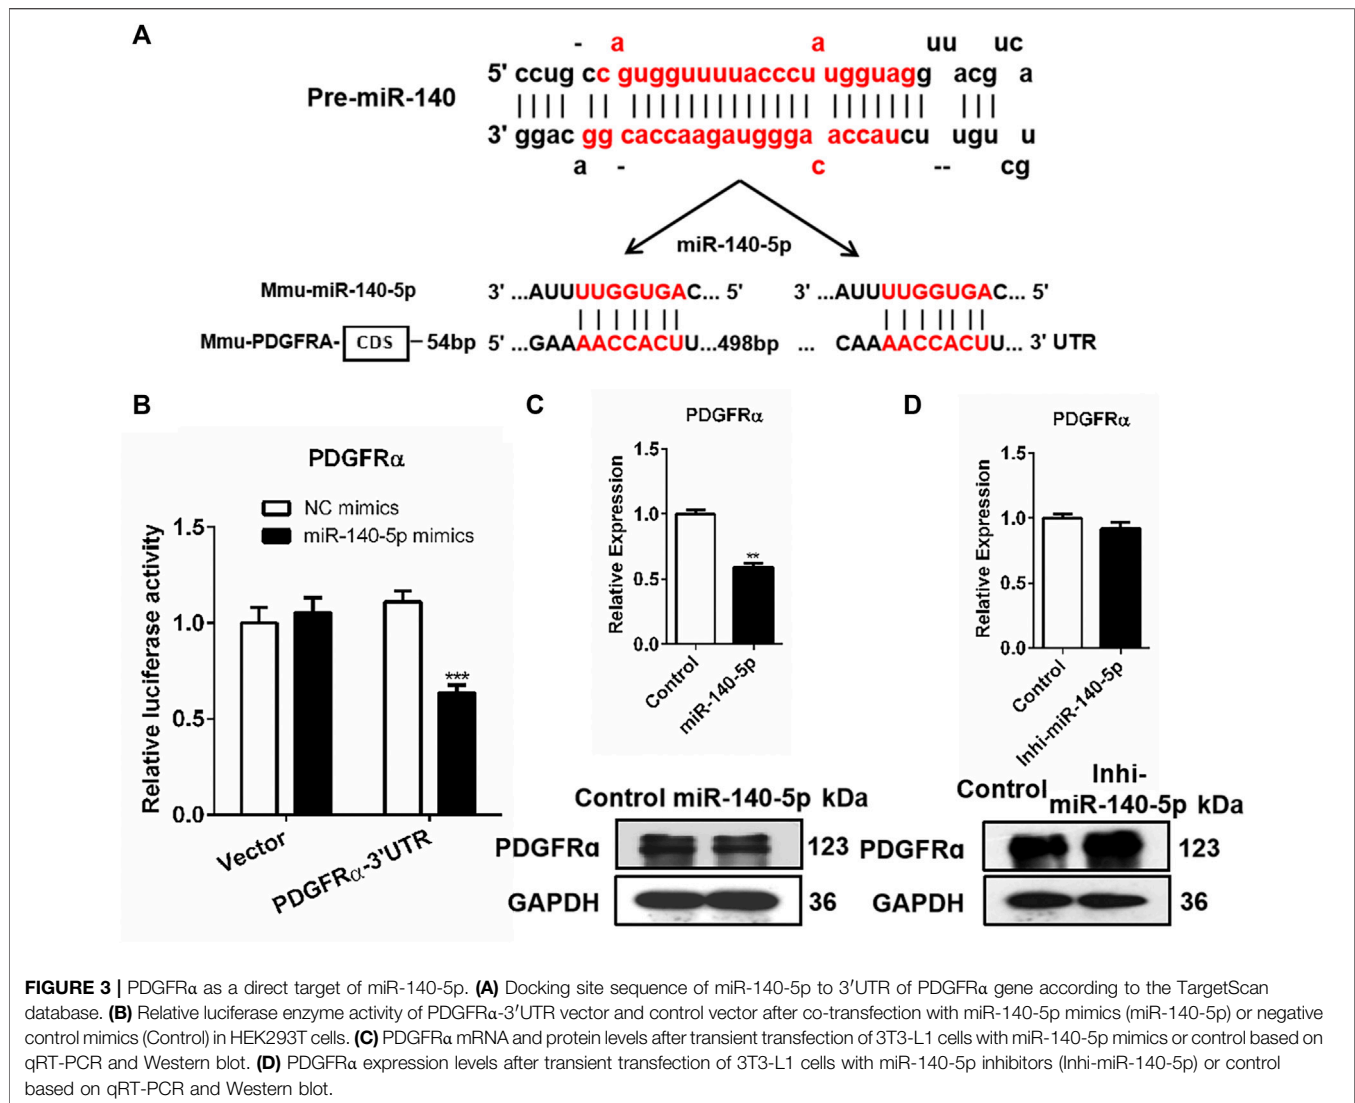 A
- a a uu uc
5' ccug cc gugguuuuacccu ugguagg acg a
Pre-miR-140
3' ggac gg caccaagauggga accaucu ugu u
a - c -- cg
miR-140-5p
Mmu-miR-140-5p 3' ...AUUUUGGUGAC... 5' 3' ...AUUUUGGUGAC... 5'
Mmu-PDGFRA- CDS 54bp 5' ...GAAAACCACUU...498bp ... CAAAACCACUU... 3' UTR
B
PDGFRα
NC mimics
miR-140-5p mimics
Relative luciferase activity
1.5
1.0
0.5
0.0
***
Vector
PDGFRα-3'UTR
C
PDGFRα
Relative Expression
1.5
1.0
0.5
0.0
**
Control
miR-140-5p
Control miR-140-5p kDa
PDGFRα 123
GAPDH 36
D
PDGFRα
Relative Expression
1.5
1.0
0.5
0.0
Control
Inhi-miR-140-5p
Control Inhi-
miR-140-5p kDa
PDGFRα 123
GAPDH 36
FIGURE 3 | PDGFRα as a direct target of miR-140-5p. (A) Docking site sequence of miR-140-5p to 3′UTR of PDGFRα gene according to the TargetScan
database. (B) Relative luciferase enzyme activity of PDGFRα-3′UTR vector and control vector after co-transfection with miR-140-5p mimics (miR-140-5p) or negative
control mimics (Control) in HEK293T cells. (C) PDGFRα mRNA and protein levels after transient transfection of 3T3-L1 cells with miR-140-5p mimics or control based on
qRT-PCR and Western blot. (D) PDGFRα expression levels after transient transfection of 3T3-L1 cells with miR-140-5p inhibitors (Inhi-miR-140-5p) or control
based on qRT-PCR and Western blot.